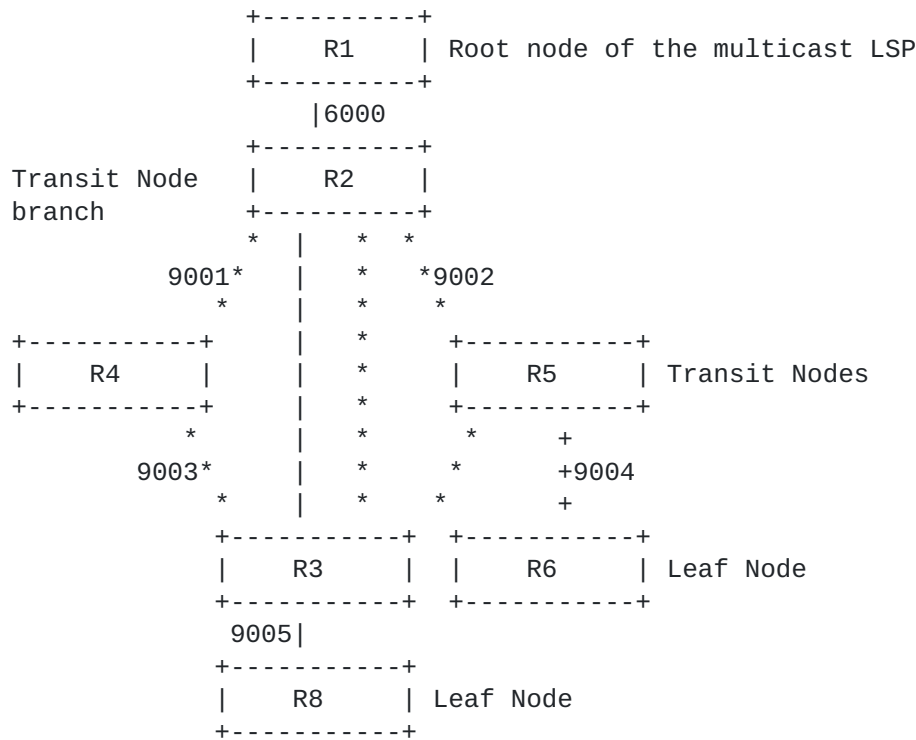 +----------+
|    R1    | Root node of the multicast LSP
+----------+
|6000
+----------+
Transit Node   |    R2    |
branch         +----------+
*  |   *  *
9001*   |   *   *9002
*    |   *    *
+-----------+     |   *     +-----------+
|     R4      |     |   *     |    R5     | Transit Nodes
+-----------+     |   *     +-----------+
*      |   *      *     +
9003*     |   *     *      +9004
*    |   *    *       +
+-----------+  +-----------+
|    R3     |  |    R6     | Leaf Node
+-----------+  +-----------+
9005|
+-----------+
|    R8     | Leaf Node
+-----------+